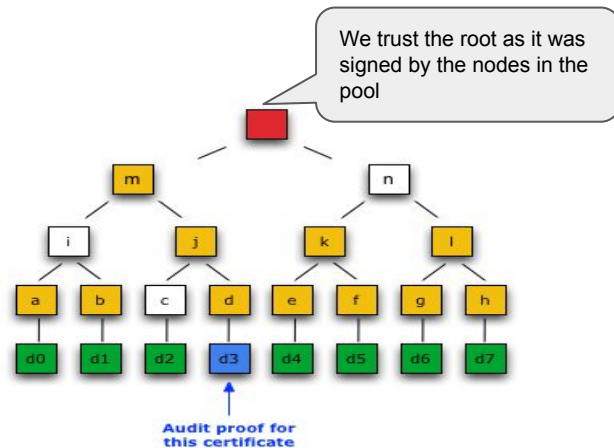 We trust the root as it was
signed by the nodes in the
pool
m n
i j k l
a b c d e f g h
d0 d1 d2 d3 d4 d5 d6 d7
Audit proof for
this certificate